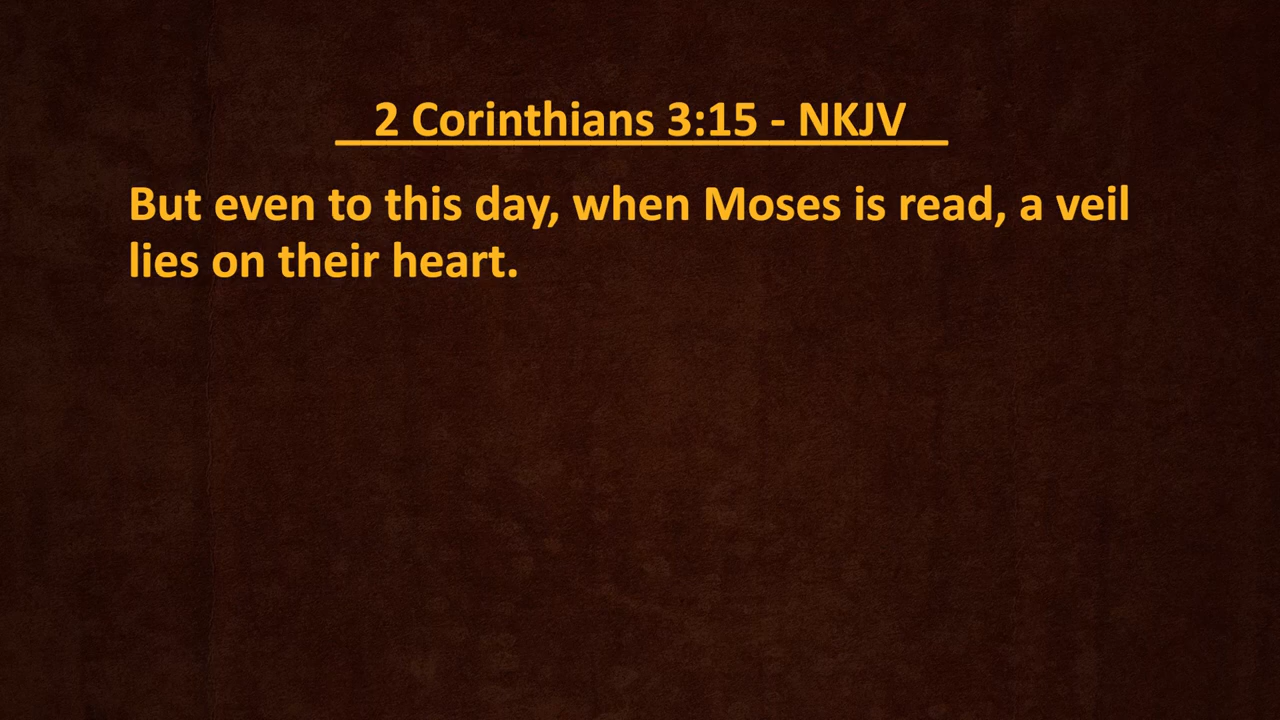 2 Corinthians 3:15 - NKJV
But even to this day, when Moses is read, a veil
lies on their heart.